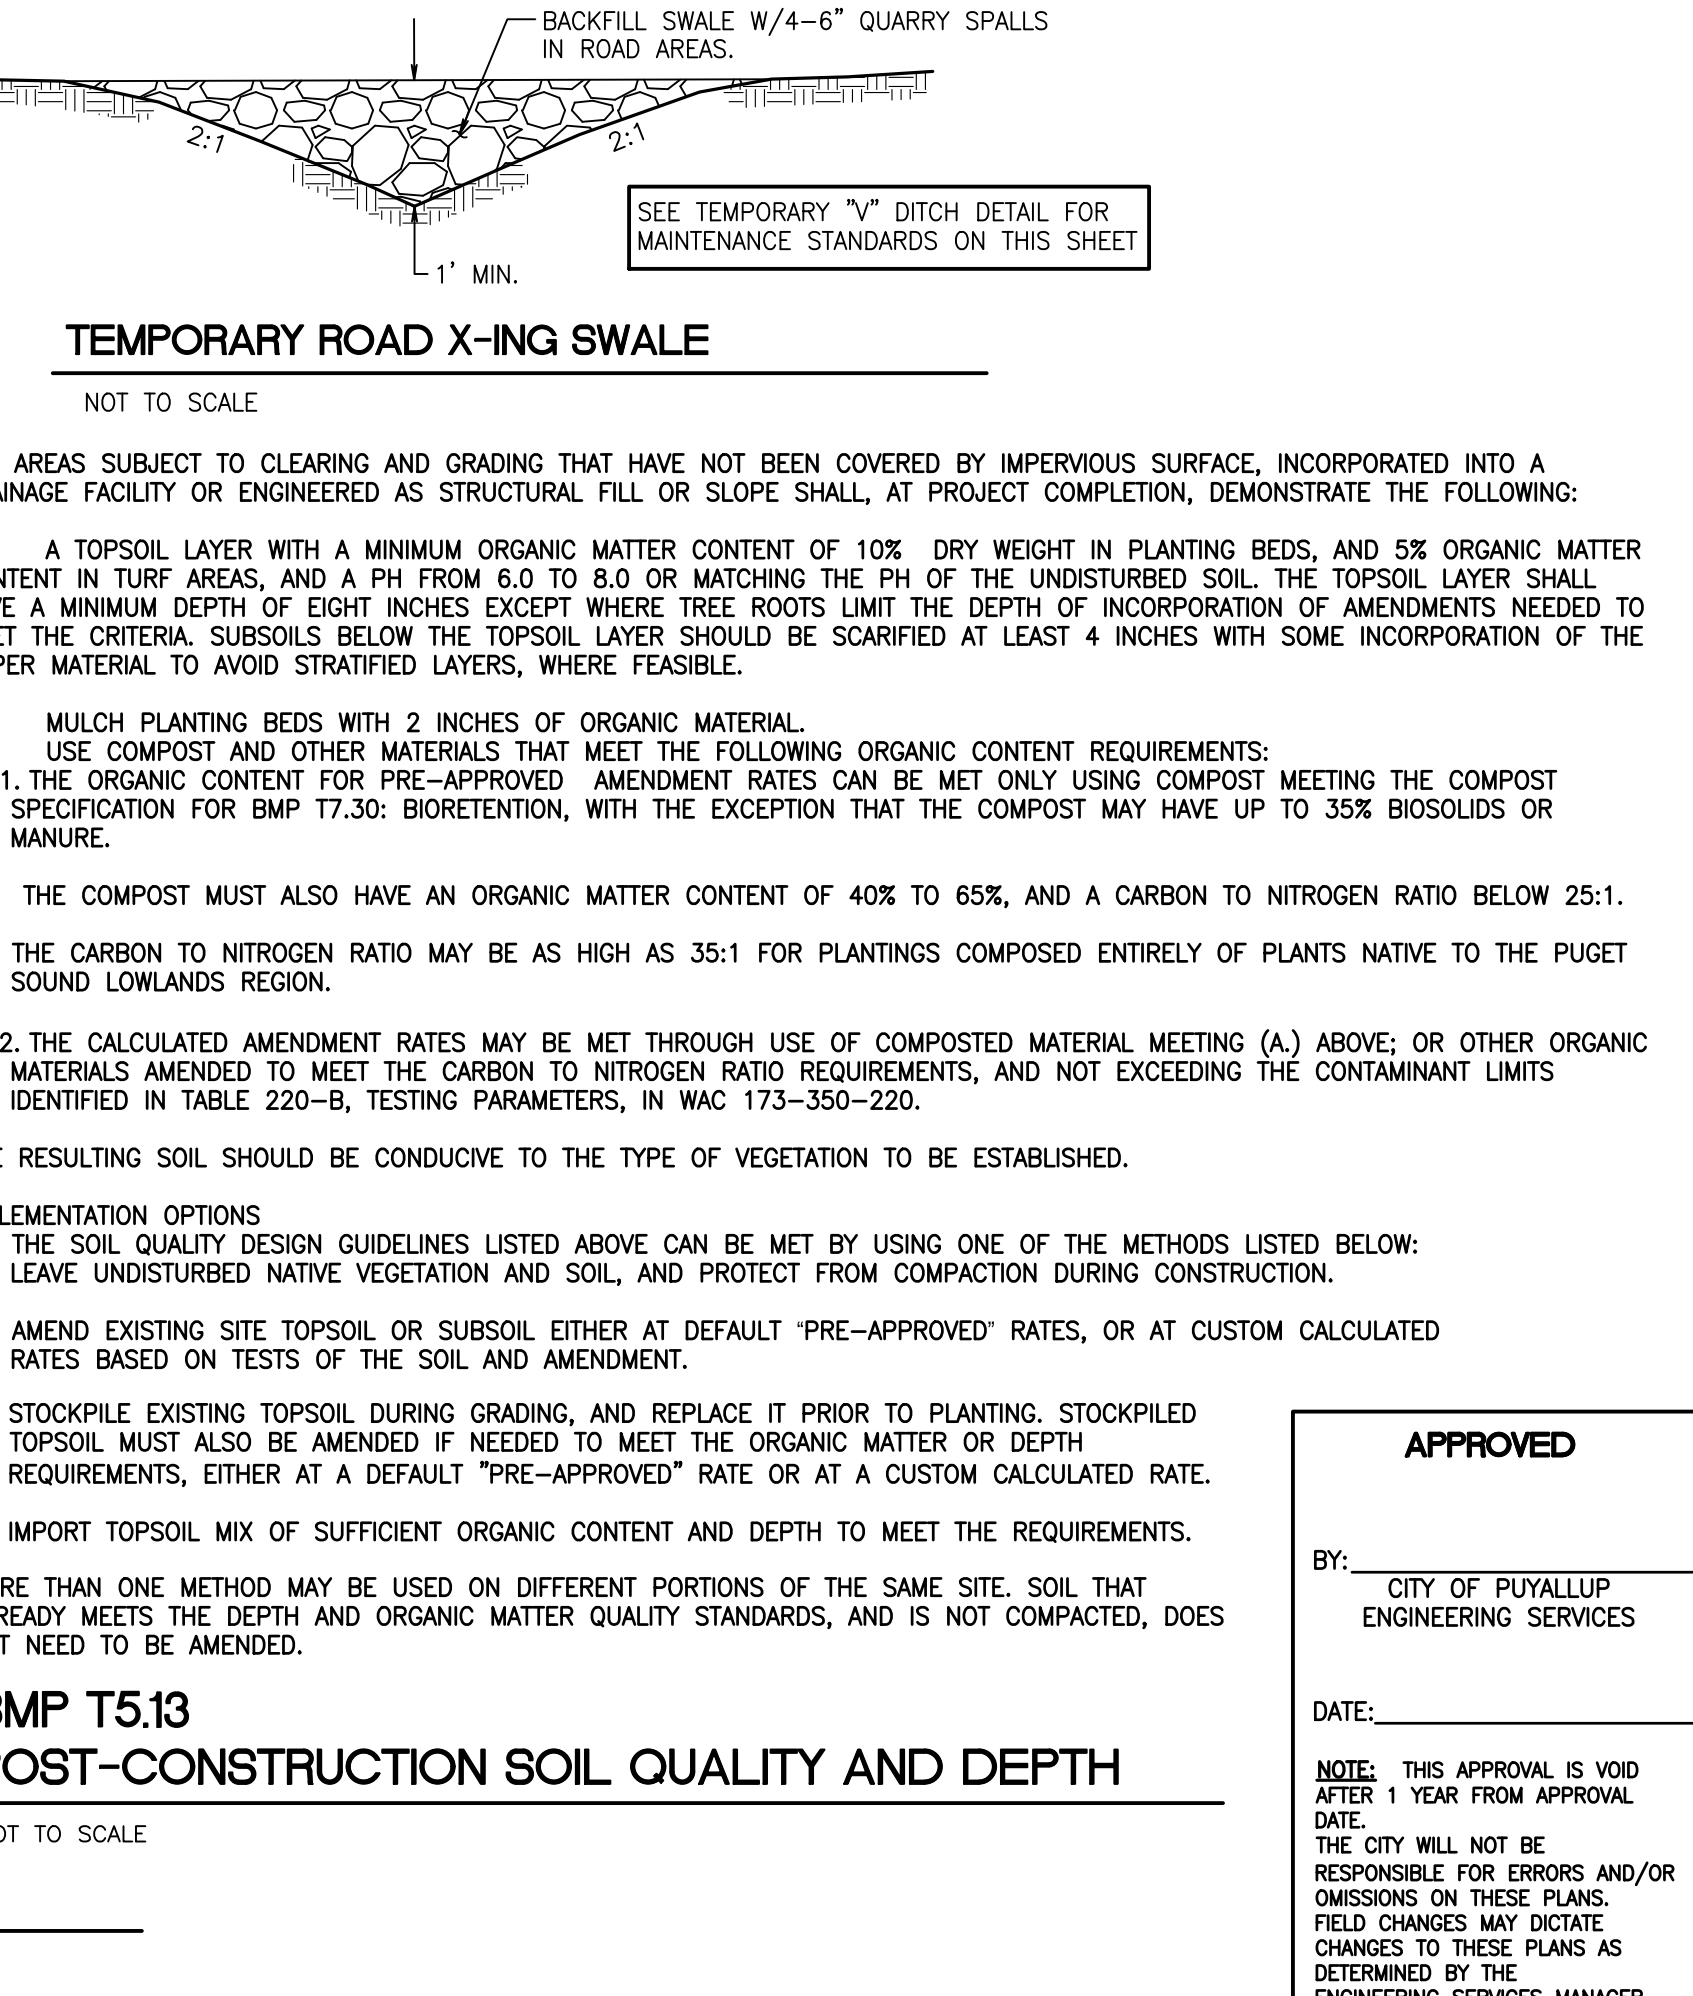 BACKFILL SWALE W/4-6" QUARRY SPALLS
IN ROAD AREAS.
2:1
2:1
SEE TEMPORARY "V" DITCH DETAIL FOR
MAINTENANCE STANDARDS ON THIS SHEET
1' MIN.
TEMPORARY ROAD X-ING SWALE
NOT TO SCALE
AREAS SUBJECT TO CLEARING AND GRADING THAT HAVE NOT BEEN COVERED BY IMPERVIOUS SURFACE, INCORPORATED INTO A
AINAGE FACILITY OR ENGINEERED AS STRUCTURAL FILL OR SLOPE SHALL, AT PROJECT COMPLETION, DEMONSTRATE THE FOLLOWING:
A TOPSOIL LAYER WITH A MINIMUM ORGANIC MATTER CONTENT OF 10% DRY WEIGHT IN PLANTING BEDS, AND 5% ORGANIC MATTER
NTENT IN TURF AREAS, AND A PH FROM 6.0 TO 8.0 OR MATCHING THE PH OF THE UNDISTURBED SOIL. THE TOPSOIL LAYER SHALL
VE A MINIMUM DEPTH OF EIGHT INCHES EXCEPT WHERE TREE ROOTS LIMIT THE DEPTH OF INCORPORATION OF AMENDMENTS NEEDED TO
ET THE CRITERIA. SUBSOILS BELOW THE TOPSOIL LAYER SHOULD BE SCARIFIED AT LEAST 4 INCHES WITH SOME INCORPORATION OF THE
PER MATERIAL TO AVOID STRATIFIED LAYERS, WHERE FEASIBLE.
MULCH PLANTING BEDS WITH 2 INCHES OF ORGANIC MATERIAL.
USE COMPOST AND OTHER MATERIALS THAT MEET THE FOLLOWING ORGANIC CONTENT REQUIREMENTS:
1. THE ORGANIC CONTENT FOR PRE-APPROVED AMENDMENT RATES CAN BE MET ONLY USING COMPOST MEETING THE COMPOST
SPECIFICATION FOR BMP T7.30: BIORETENTION, WITH THE EXCEPTION THAT THE COMPOST MAY HAVE UP TO 35% BIOSOLIDS OR
MANURE.
THE COMPOST MUST ALSO HAVE AN ORGANIC MATTER CONTENT OF 40% TO 65%, AND A CARBON TO NITROGEN RATIO BELOW 25:1.
THE CARBON TO NITROGEN RATIO MAY BE AS HIGH AS 35:1 FOR PLANTINGS COMPOSED ENTIRELY OF PLANTS NATIVE TO THE PUGET
SOUND LOWLANDS REGION.
2. THE CALCULATED AMENDMENT RATES MAY BE MET THROUGH USE OF COMPOSTED MATERIAL MEETING (A.) ABOVE; OR OTHER ORGANIC
MATERIALS AMENDED TO MEET THE CARBON TO NITROGEN RATIO REQUIREMENTS, AND NOT EXCEEDING THE CONTAMINANT LIMITS
IDENTIFIED IN TABLE 220-B, TESTING PARAMETERS, IN WAC 173-350-220.
E RESULTING SOIL SHOULD BE CONDUCIVE TO THE TYPE OF VEGETATION TO BE ESTABLISHED.
LEMENTATION OPTIONS
THE SOIL QUALITY DESIGN GUIDELINES LISTED ABOVE CAN BE MET BY USING ONE OF THE METHODS LISTED BELOW:
LEAVE UNDISTURBED NATIVE VEGETATION AND SOIL, AND PROTECT FROM COMPACTION DURING CONSTRUCTION.
AMEND EXISTING SITE TOPSOIL OR SUBSOIL EITHER AT DEFAULT “PRE-APPROVED” RATES, OR AT CUSTOM CALCULATED
RATES BASED ON TESTS OF THE SOIL AND AMENDMENT.
STOCKPILE EXISTING TOPSOIL DURING GRADING, AND REPLACE IT PRIOR TO PLANTING. STOCKPILED
TOPSOIL MUST ALSO BE AMENDED IF NEEDED TO MEET THE ORGANIC MATTER OR DEPTH
REQUIREMENTS, EITHER AT A DEFAULT "PRE-APPROVED" RATE OR AT A CUSTOM CALCULATED RATE.
IMPORT TOPSOIL MIX OF SUFFICIENT ORGANIC CONTENT AND DEPTH TO MEET THE REQUIREMENTS.
RE THAN ONE METHOD MAY BE USED ON DIFFERENT PORTIONS OF THE SAME SITE. SOIL THAT
READY MEETS THE DEPTH AND ORGANIC MATTER QUALITY STANDARDS, AND IS NOT COMPACTED, DOES
T NEED TO BE AMENDED.
BMP T5.13
POST-CONSTRUCTION SOIL QUALITY AND DEPTH
OT TO SCALE
APPROVED
BY:
CITY OF PUYALLUP
ENGINEERING SERVICES
DATE:
NOTE: THIS APPROVAL IS VOID
AFTER 1 YEAR FROM APPROVAL
DATE.
THE CITY WILL NOT BE
RESPONSIBLE FOR ERRORS AND/OR
OMISSIONS ON THESE PLANS.
FIELD CHANGES MAY DICTATE
CHANGES TO THESE PLANS AS
DETERMINED BY THE
ENGINEERING SERVICES MANAGER